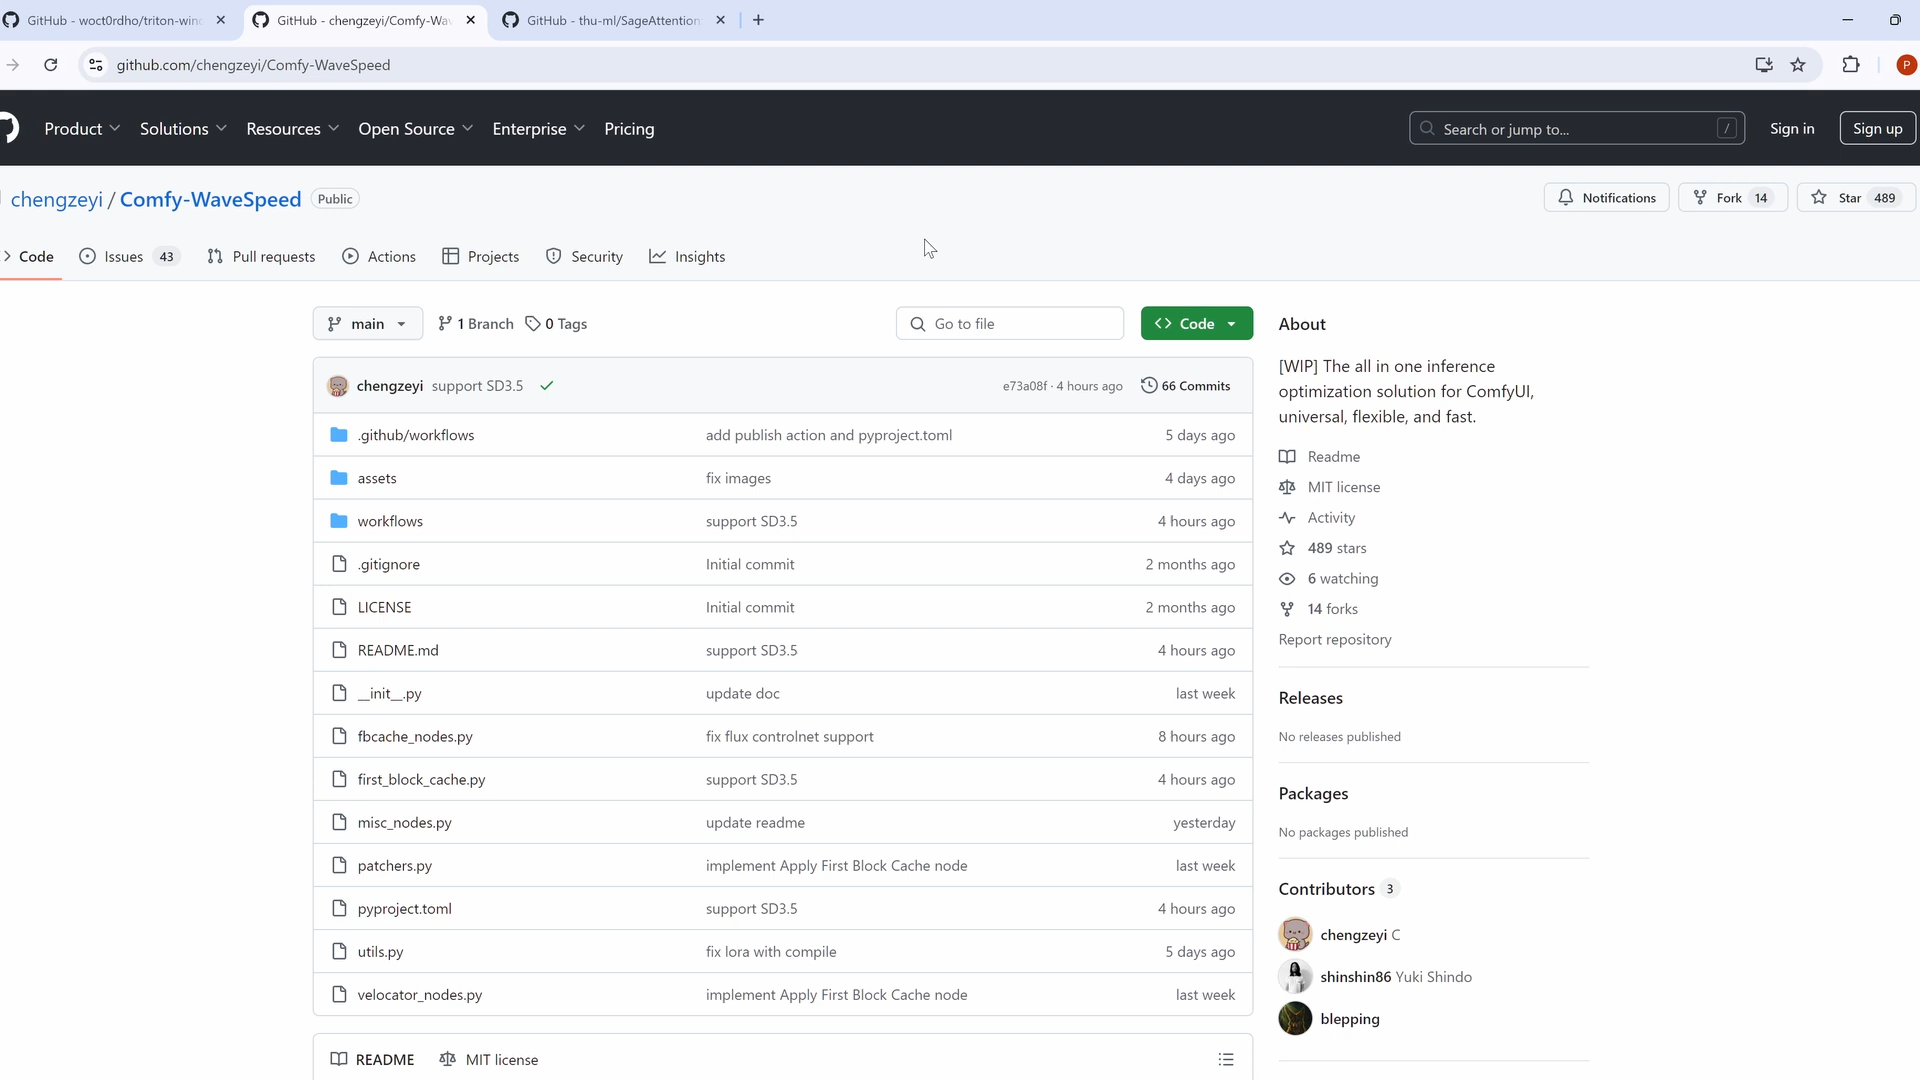 GitHub - woct0rdho/triton-win
GitHub - chengzeyi/Comfy-Wa
GitHub - thu-ml/SageAttention
github.com/chengzeyi/Comfy-WaveSpeed
P
Product
Solutions
Resources
Open Source
Enterprise
Pricing
Search or jump to...
/
Sign in
Sign up
chengzeyi / Comfy-WaveSpeed
Public
Notifications
Fork 14
Star 489
Code
Issues 43
Pull requests
Actions
Projects
Security
Insights
main
1 Branch
0 Tags
Go to file
Code
chengzeyi support SD3.5
e73a08f · 4 hours ago
66 Commits
.github/workflows add publish action and pyproject.toml 5 days ago
assets fix images 4 days ago
workflows support SD3.5 4 hours ago
.gitignore Initial commit 2 months ago
LICENSE Initial commit 2 months ago
README.md support SD3.5 4 hours ago
__init__.py update doc last week
fbcache_nodes.py fix flux controlnet support 8 hours ago
first_block_cache.py support SD3.5 4 hours ago
misc_nodes.py update readme yesterday
patchers.py implement Apply First Block Cache node last week
pyproject.toml support SD3.5 4 hours ago
utils.py fix lora with compile 5 days ago
velocator_nodes.py implement Apply First Block Cache node last week
README
MIT license
About
[WIP] The all in one inference
optimization solution for ComfyUI,
universal, flexible, and fast.
Readme
MIT license
Activity
489 stars
6 watching
14 forks
Report repository
Releases
No releases published
Packages
No packages published
Contributors 3
chengzeyi C
shinshin86 Yuki Shindo
blepping